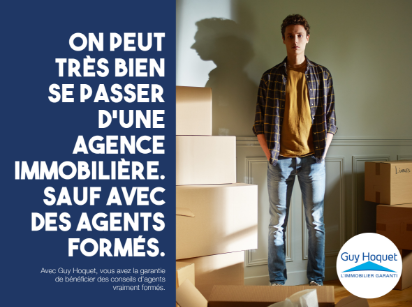 ON PEUT
TRÈS BIEN
SE PASSER
D'UNE
AGENCE
IMMOBILIÈRE.
SAUF AVEC
DES AGENTS
FORMÉS.
Avec Guy Hoquet, vous avez la garantie
de bénéficier des conseils d'agents
vraiment formés.
Guy Hoquet
L'IMMOBILIER GARANTI